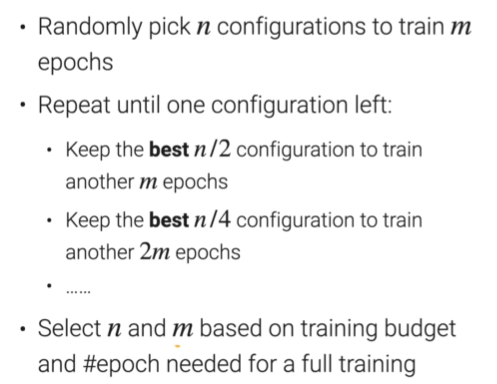 • Randomly pick n configurations to train m
epochs
• Repeat until one configuration left:
• Keep the best n/2 configuration to train
another m epochs
• Keep the best n/4 configuration to train
another 2m epochs
• ......
• Select n and m based on training budget
and #epoch needed for a full training